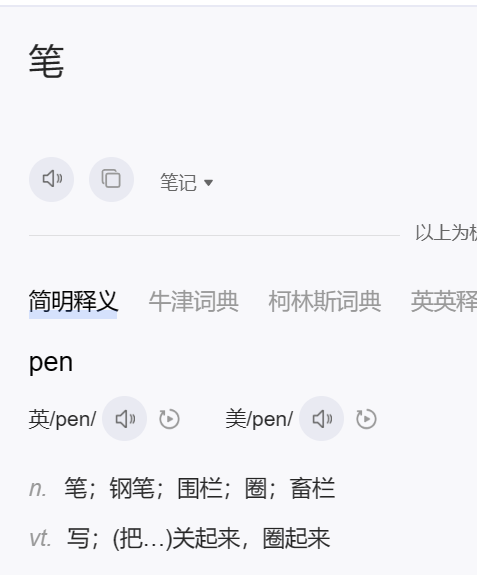 笔
笔记
以上为机
简明释义 牛津词典 柯林斯词典 英英释
pen
英/pen/ 美/pen/
n. 笔；钢笔；围栏；圈；畜栏
vt. 写；(把…)关起来，圈起来